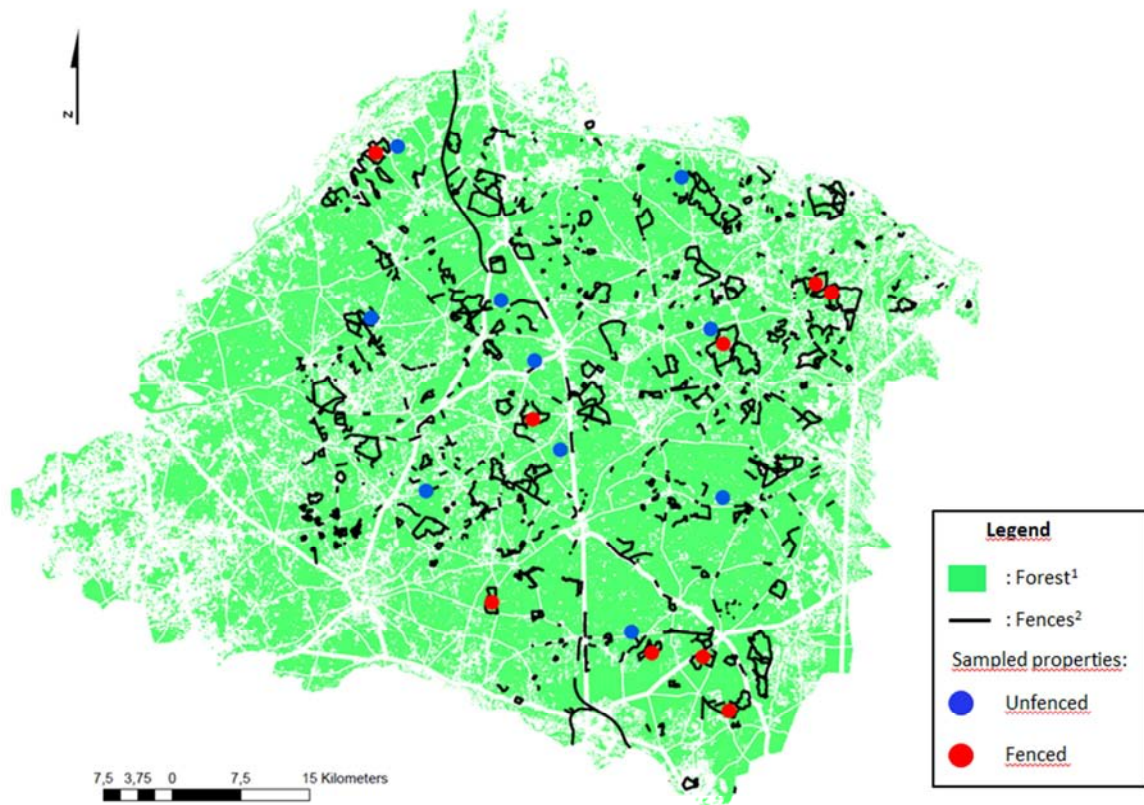 N
Legend
: Forest¹
: Fences²
Sampled properties:
Unfenced
Fenced
7,5 3,75 0 7,5 15 Kilometers